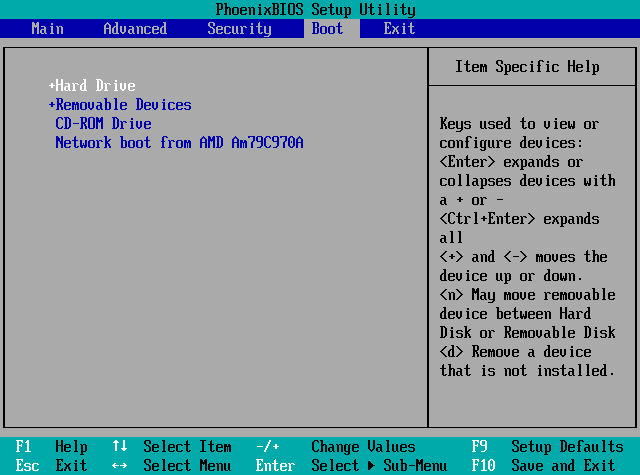 PhoenixBIOS Setup Utility
Main Advanced Security Boot Exit
+Hard Drive
+Removable Devices
CD-ROM Drive
Network boot from AMD Am79C970A
Item Specific Help
Keys used to view or
configure devices:
<Enter> expands or
collapses devices with
a + or -
<Ctrl+Enter> expands
all
<+> and <-> moves the
device up or down.
<n> May move removable
device between Hard
Disk or Removable Disk
<d> Remove a device
that is not installed.
F1 Help ↑↓ Select Item -/+ Change Values F9 Setup Defaults
Esc Exit ↔ Select Menu Enter Select ▶ Sub-Menu F10 Save and Exit